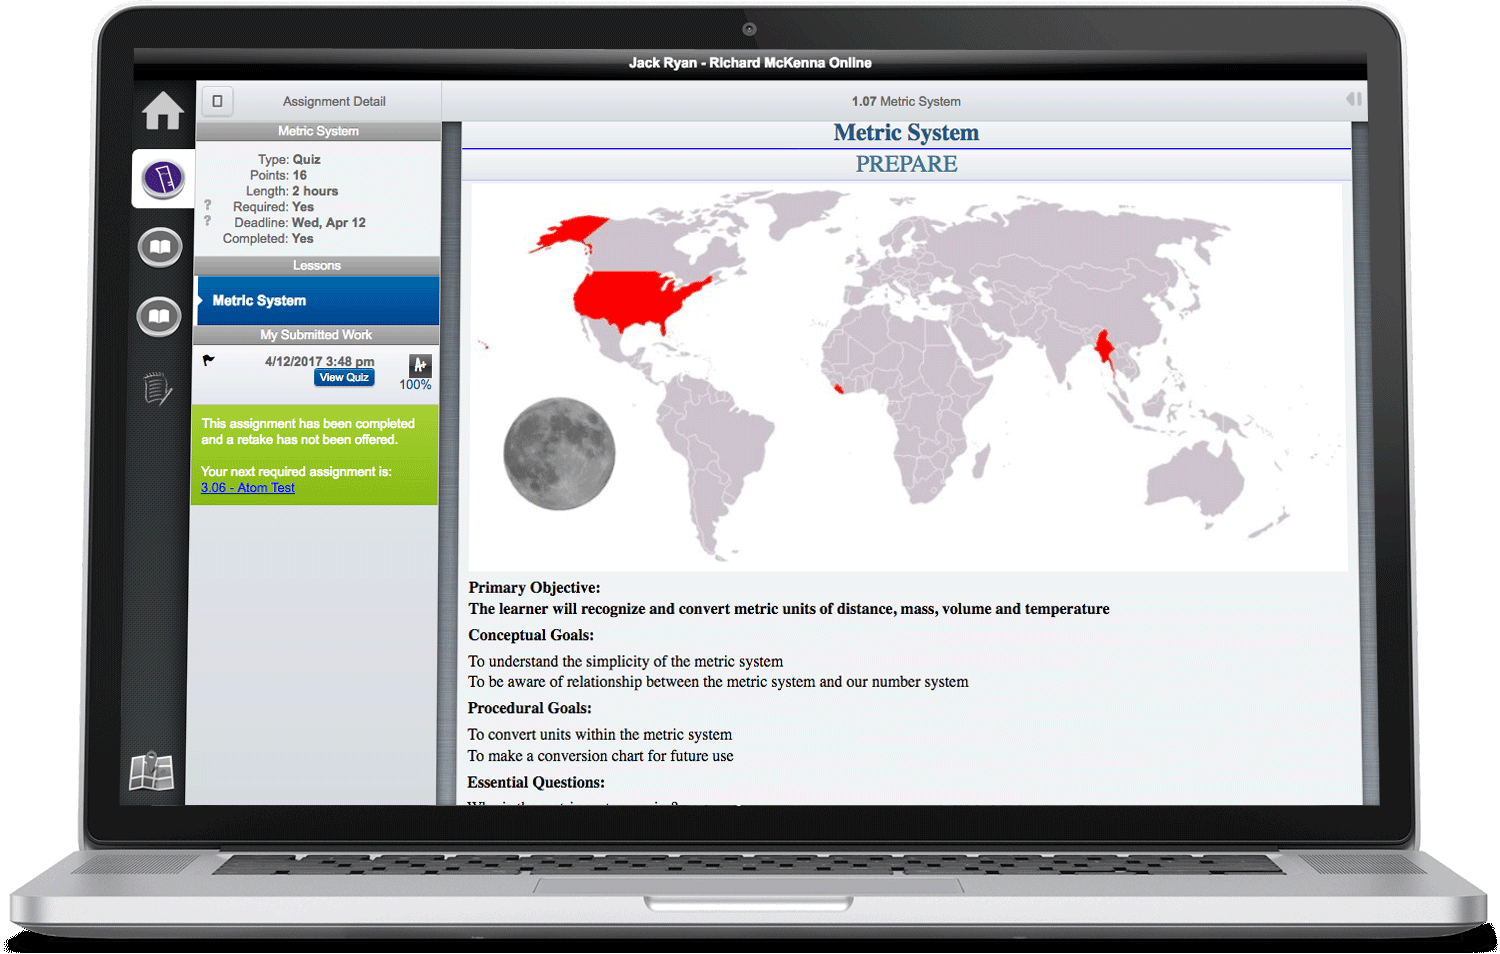 Jack Ryan - Richard McKenna Online
Assignment Detail
1.07 Metric System
Metric System
Type: Quiz
Points: 16
Length: 2 hours
? Required: Yes
? Deadline: Wed, Apr 12
Completed: Yes
Lessons
Metric System
My Submitted Work
4/12/2017 3:48 pm
View Quiz
A+
100%
This assignment has been completed
and a retake has not been offered.
Your next required assignment is:
3.06 - Atom Test
Metric System
PREPARE
Primary Objective:
The learner will recognize and convert metric units of distance, mass, volume and temperature
Conceptual Goals:
To understand the simplicity of the metric system
To be aware of relationship between the metric system and our number system
Procedural Goals:
To convert units within the metric system
To make a conversion chart for future use
Essential Questions: